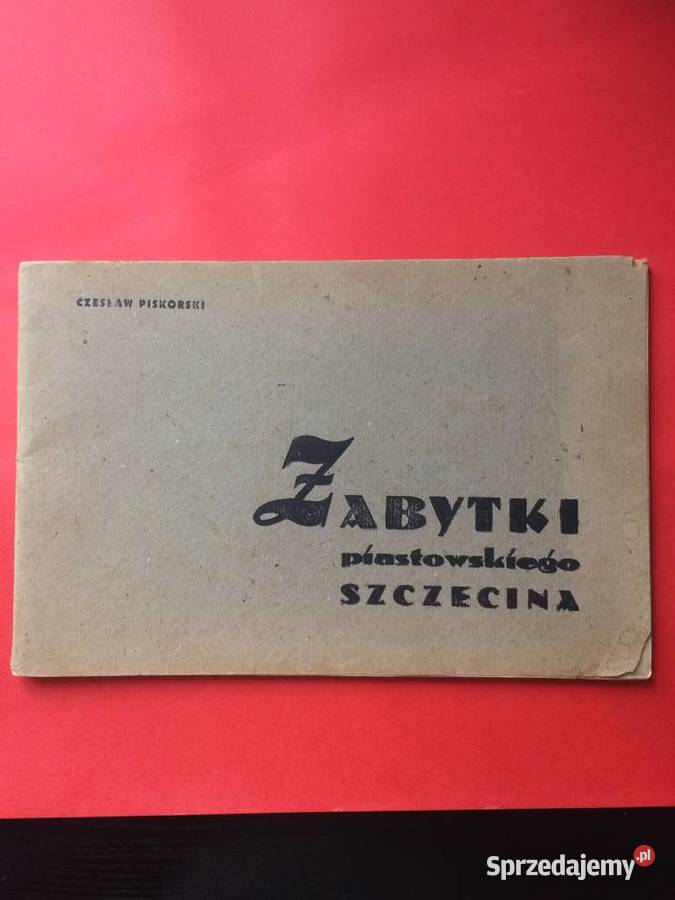 CZESŁAW PISKORSKI
ZABYTKI
piastowskiego
SZCZECINA
Sprzedajemy.pl